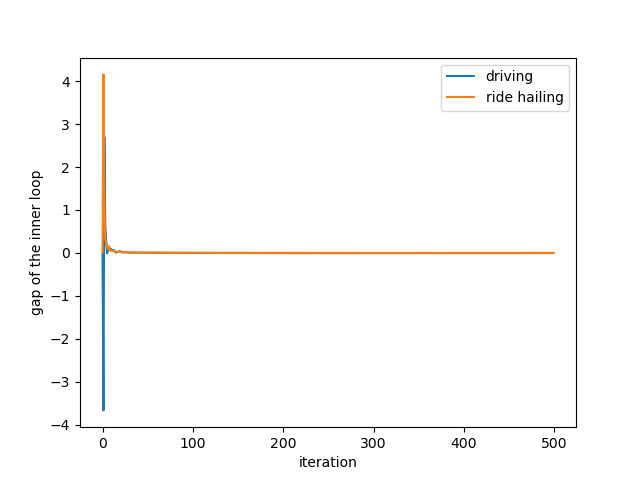 driving
ride hailing
4
3
2
1
0
−1
−2
−3
−4
gap of the inner loop
0 100 200 300 400 500
iteration